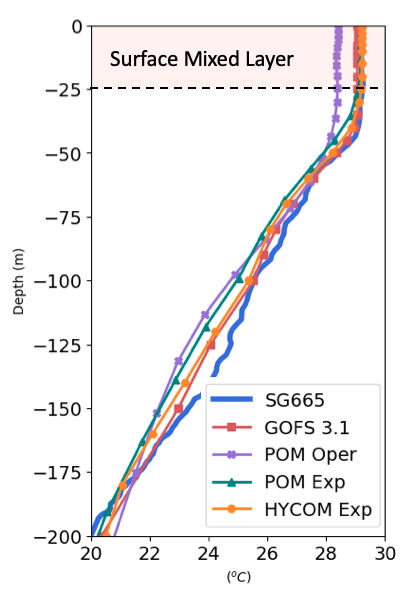 0
Surface Mixed Layer
−25
−50
−75
−100
−125
−150
−175
−200
Depth (m)
SG665
GOFS 3.1
POM Oper
POM Exp
HYCOM Exp
20 22 24 26 28 30
(°C)